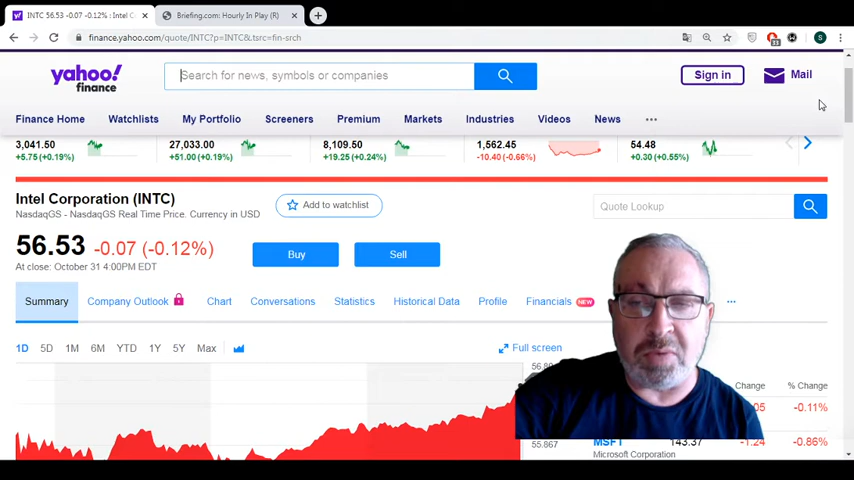 INTC 56.53 -0.07 -0.12% : Intel C
Briefing.com: Hourly In Play (R)
finance.yahoo.com/quote/INTC?p=INTC&.tsrc=fin-srch
yahoo!
finance
Search for news, symbols or companies
Sign in
Mail
Finance Home Watchlists My Portfolio Screeners Premium Markets Industries Videos News
3,041.50 27,033.00 8,109.50 1,562.45 54.48
+5.75 (+0.19%) +51.00 (+0.19%) +19.25 (+0.24%) -10.40 (-0.66%) +0.30 (+0.55%)
Intel Corporation (INTC)
NasdaqGS - NasdaqGS Real Time Price. Currency in USD
Add to watchlist
Quote Lookup
56.53 -0.07 (-0.12%)
At close: October 31 4:00PM EDT
Buy Sell
Summary Company Outlook Chart Conversations Statistics Historical Data Profile Financials NEW
1D 5D 1M 6M YTD 1Y 5Y Max
Full screen
Change % Change
-0.11%
55.867
MSFT 143.37 -1.24 -0.86%
Microsoft Corporation